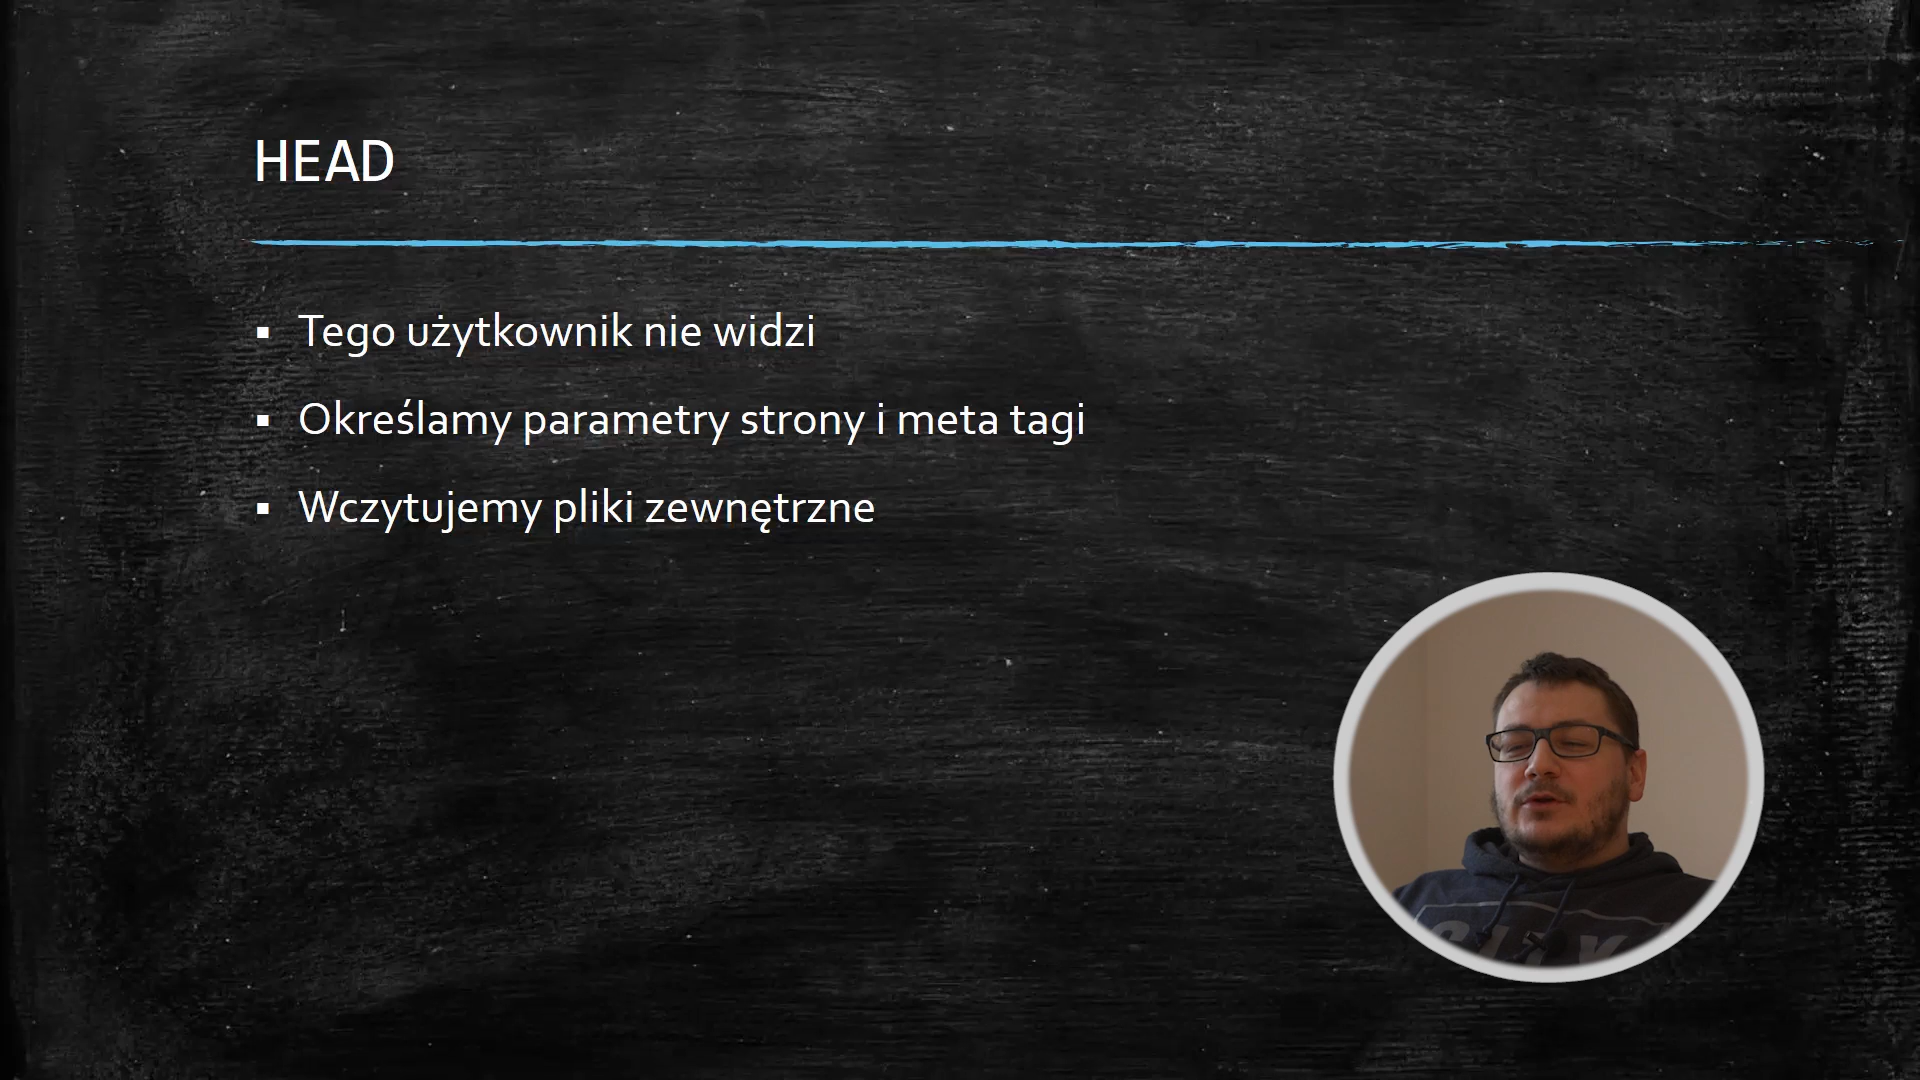 HEAD
Tego użytkownik nie widzi
Określamy parametry strony i meta tagi
Wczytujemy pliki zewnętrzne